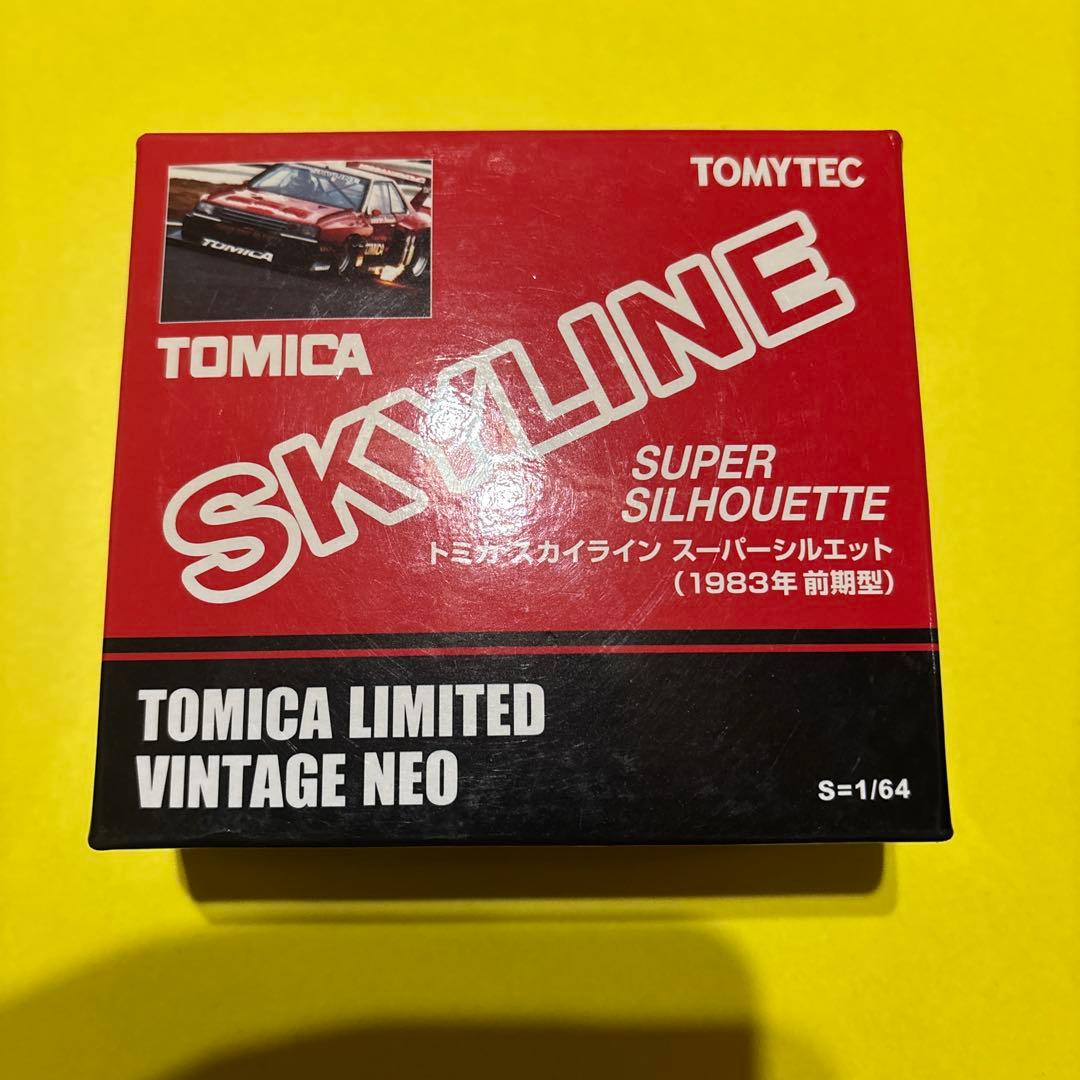 TOMYTEC
TOMICA
TOMICA
SKYLINE
SUPER
SILHOUETTE
トミカ スカイライン スーパーシルエット
(1983年 前期型)
TOMICA LIMITED
VINTAGE NEO
S=1/64